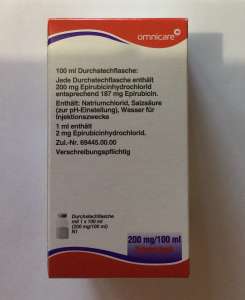 omnicare
100 ml Durchstechflasche:
Jede Durchstechflasche enthält
200 mg Epirubicinhydrochlorid
entsprechend 187 mg Epirubicin.
Enthält: Natriumchlorid, Salzsäure
(zur pH-Einstellung), Wasser für
Injektionszwecke
1 ml enthält
2 mg Epirubicinhydrochlorid.
Zul.-Nr. 69445.00.00
Verschreibungspflichtig
Durchstechflasche
mit 1 x 100 ml
(200 mg/100 ml)
N1
200 mg/100 ml